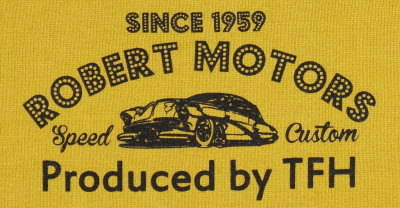 SINCE 1959
ROBERT MOTORS
Speed Custom
Produced by TFH